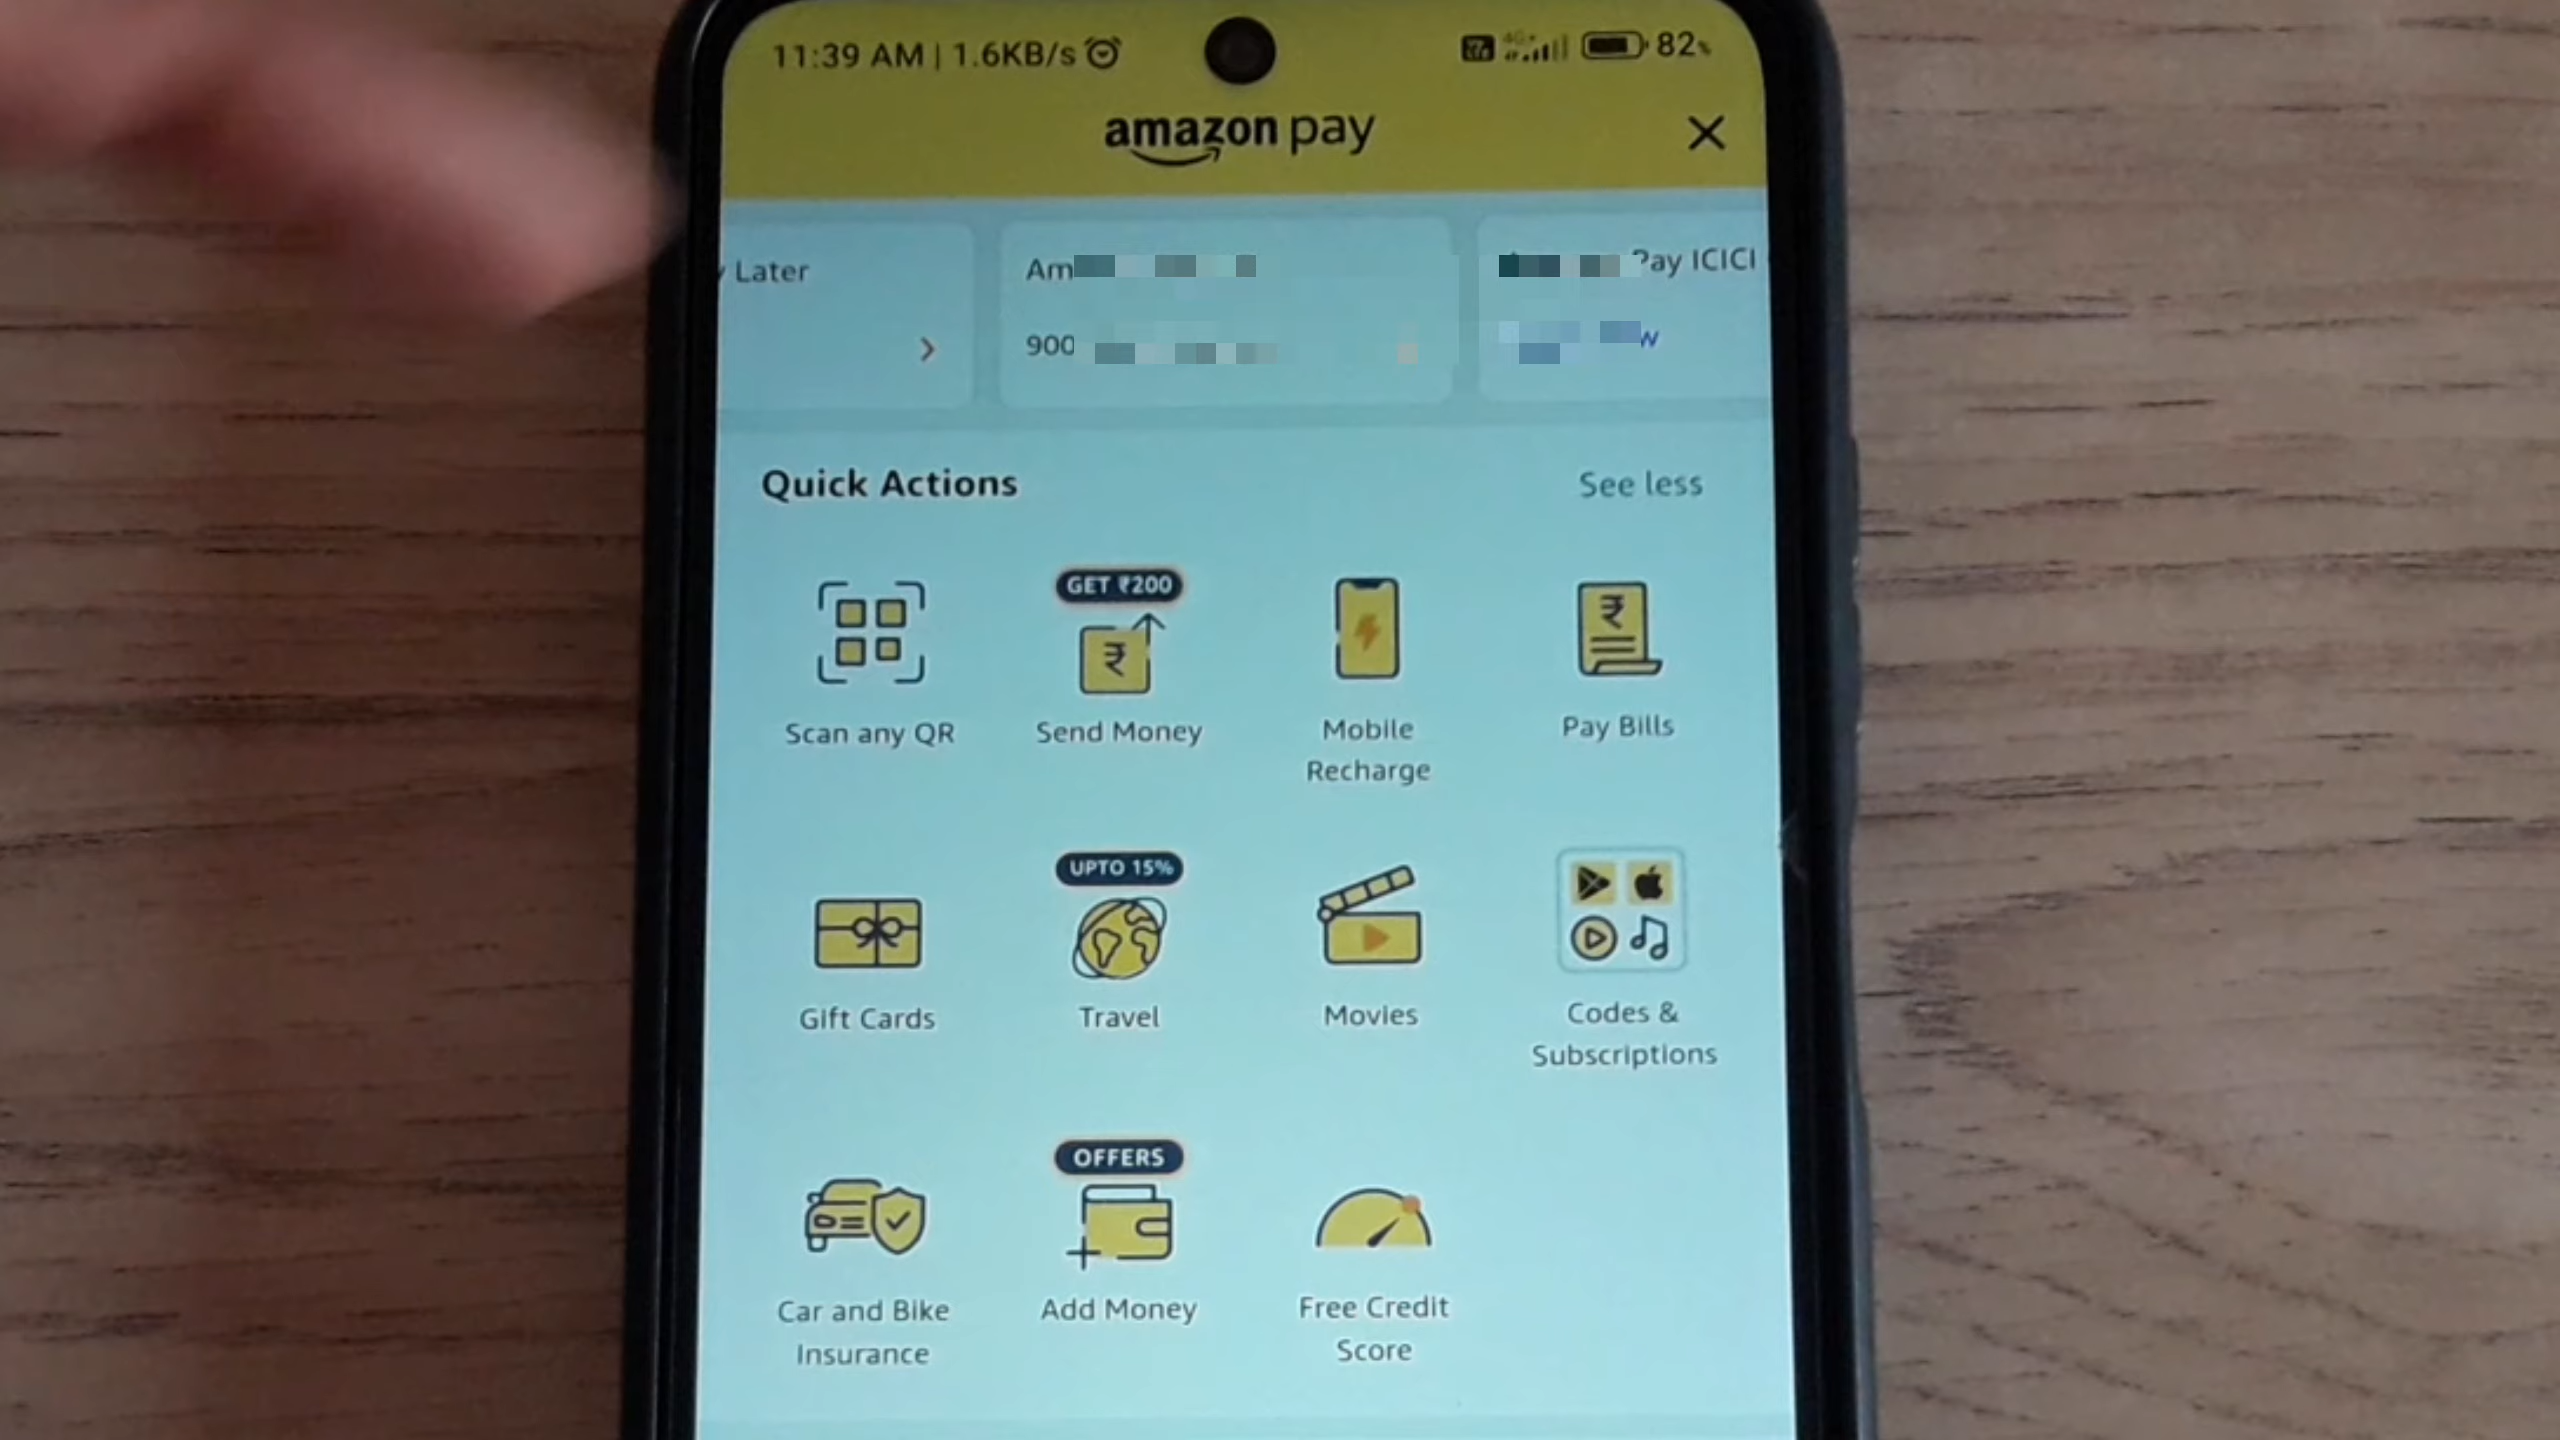 11:39 AM | 1.6KB/s
82%
amazon pay
Later
Pay ICICI
900
Quick Actions
See less
GET ₹200
Scan any QR
Send Money
Mobile
Recharge
Pay Bills
UPTO 15%
Gift Cards
Travel
Movies
Codes &
Subscriptions
OFFERS
Car and Bike
Insurance
Add Money
Free Credit
Score